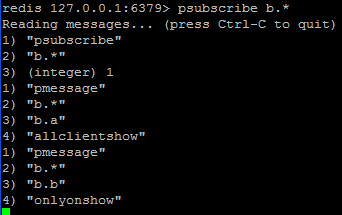 redis 127.0.0.1:6379> psubscribe b.*
Reading messages... (press Ctrl-C to quit)
1) "psubscribe"
2) "b.*"
3) (integer) 1
1) "pmessage"
2) "b.*"
3) "b.a"
4) "allclientshow"
1) "pmessage"
2) "b.*"
3) "b.b"
4) "onlyonshow"